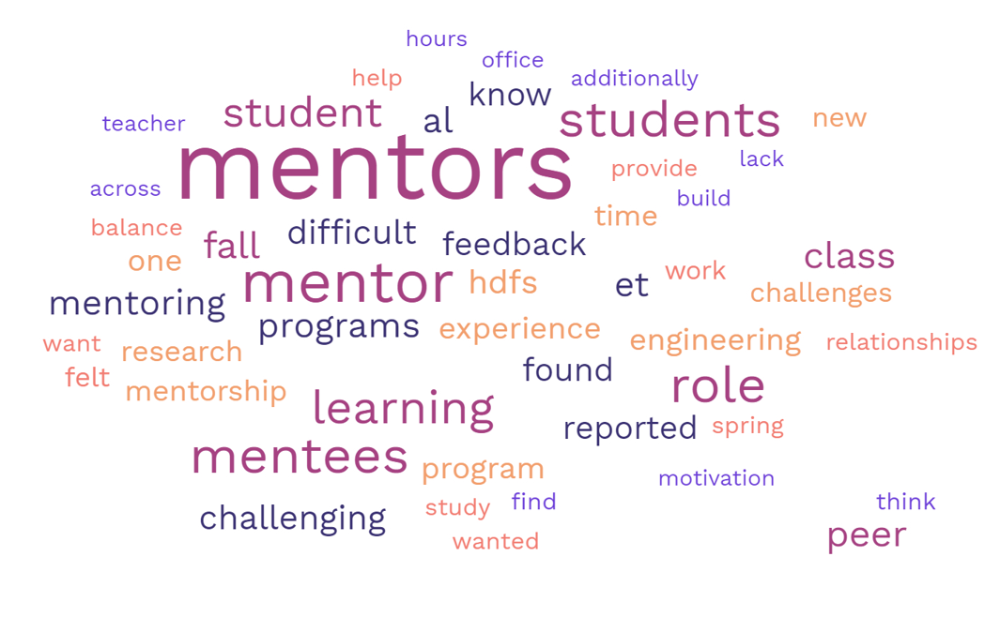 hours
office
help
additionally
know
student
al
students
new
teacher
mentors
lack
provide
across
build
time
balance
difficult
feedback
fall
one
class
work
hdfs
mentor
et
challenges
mentoring
programs
experience
engineering
relationships
want
research
found
felt
mentorship
role
learning
reported
spring
mentees
program
motivation
study
find
think
challenging
wanted
peer